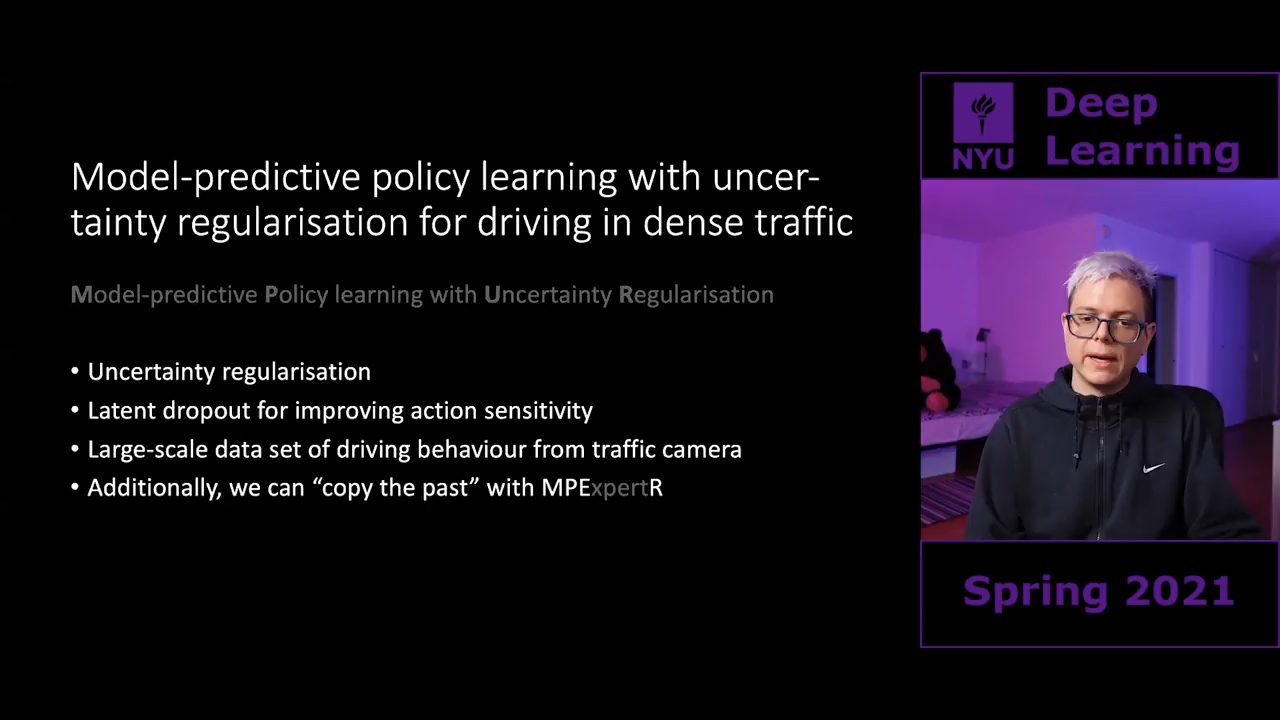 Model-predictive policy learning with uncer-
tainty regularisation for driving in dense traffic
Model-predictive Policy learning with Uncertainty Regularisation
• Uncertainty regularisation
• Latent dropout for improving action sensitivity
• Large-scale data set of driving behaviour from traffic camera
• Additionally, we can “copy the past” with MPExpertR
NYU
Deep
Learning
Spring 2021